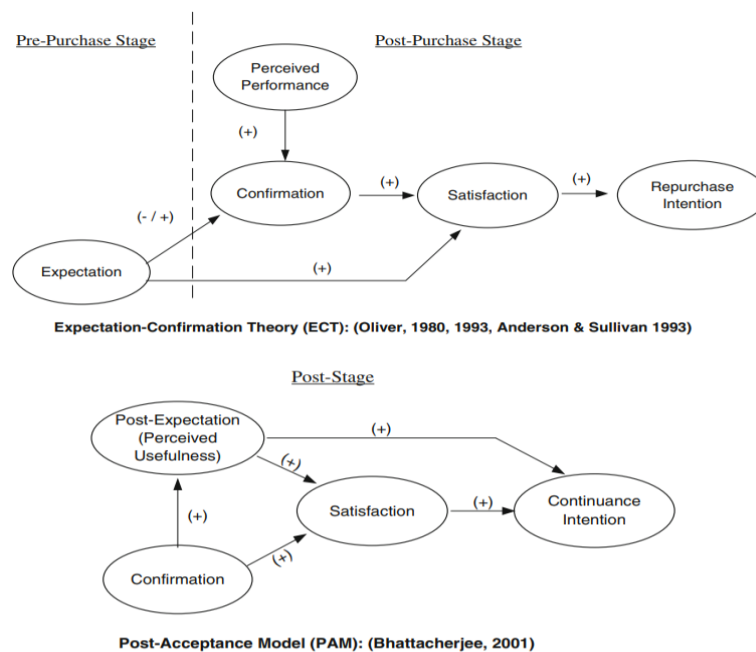 Pre-Purchase Stage
Post-Purchase Stage
Perceived
Performance
(+)
Confirmation
(+)
Satisfaction
(+)
Repurchase
Intention
(- / +)
Expectation
(+)
Expectation-Confirmation Theory (ECT): (Oliver, 1980, 1993, Anderson & Sullivan 1993)
Post-Stage
Post-Expectation
(Perceived
Usefulness)
(+)
(+)
Satisfaction
(+)
Continuance
Intention
(+)
(+)
Confirmation
Post-Acceptance Model (PAM): (Bhattacherjee, 2001)